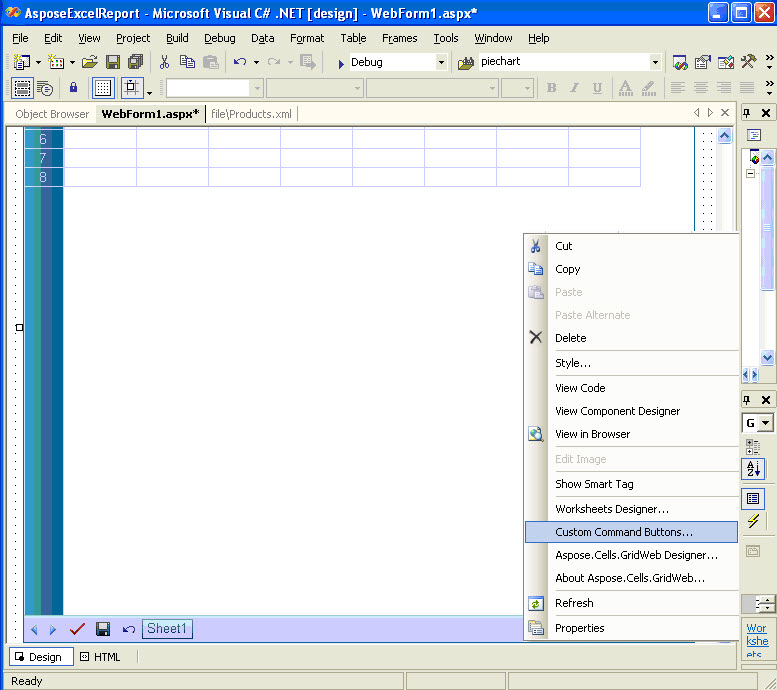 AsposeExcelReport - Microsoft Visual C# .NET [design] - WebForm1.aspx*
File Edit View Project Build Debug Data Format Table Frames Tools Window Help
Debug piechart
B I U A
Object Browser WebForm1.aspx* file\Products.xml
6
7
8
Cut
Copy
Paste
Paste Alternate
Delete
Style...
View Code
View Component Designer
View in Browser
Edit Image
Show Smart Tag
Worksheets Designer...
Custom Command Buttons...
Aspose.Cells.GridWeb Designer...
About Aspose.Cells.GridWeb...
Refresh
Properties
G
A
Z
Wor
kshe
ets
Sheet1
Design HTML
Ready